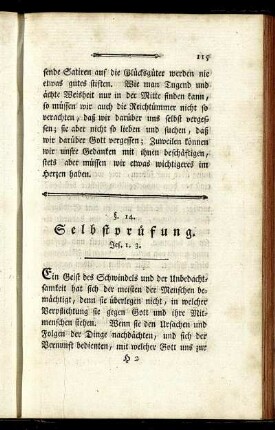 115
sende Satiren auf die Glücksgüter werden nie
etwas gutes stiften. Wie man Tugend und
ächte Weisheit nur in der Mitte finden kann,
so müssen wir auch die Reichtümmer nicht so
verachten, daß wir darüber uns selbst verges-
sen; sie aber nicht so lieben und suchen, daß
wir darüber Gott vergessen; Zuweilen können
wir unsre Gedanken mit ihnen beschäftigen,
stets aber müssen wir etwas wichtigeres im
Herzen haben.
§. 14.
Selbstprüfung.
Jes. 1. 3.
Ein Geist des Schwindels und der Unbedacht-
samkeit hat sich der meisten der Menschen be-
mächtigt, denn sie überlegen nicht, in welcher
Verpflichtung sie gegen Gott und ihre Mit-
menschen stehen. Wenn sie den Ursachen und
Folgen der Dinge nachdächten, und sich der
Vernunft bedienten, mit welcher Gott uns zur
H 2